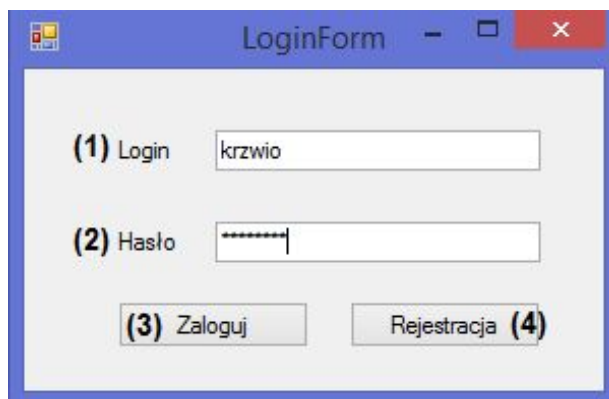 LoginForm
(1) Login krzwio
(2) Hasło ********
(3) Zaloguj Rejestracja (4)